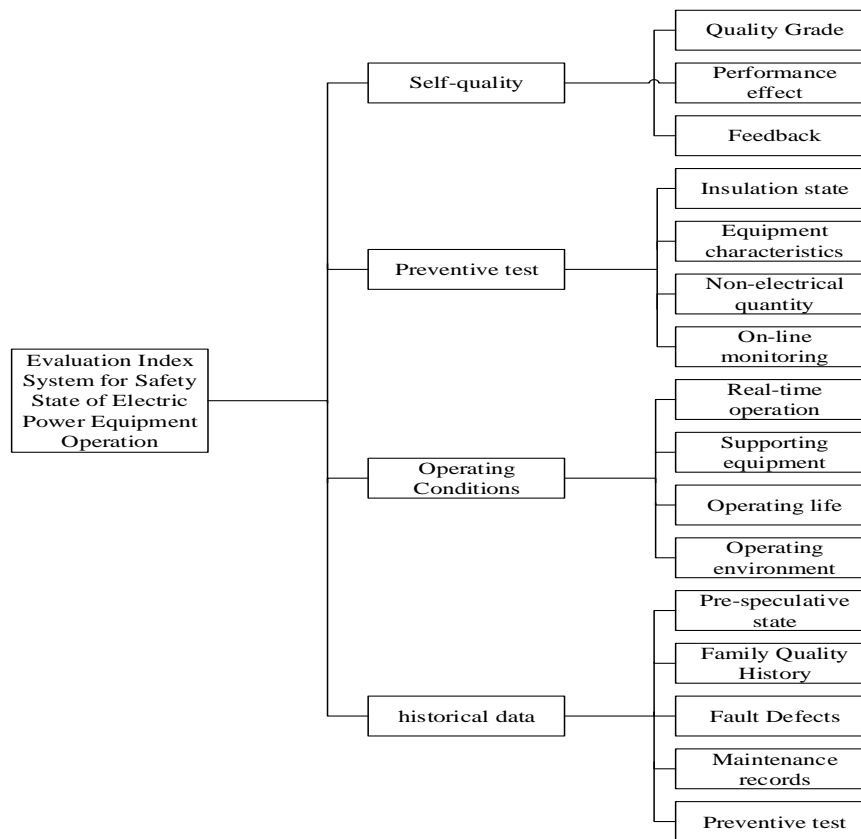 Evaluation Index
System for Safety
State of Electric
Power Equipment
Operation
Self-quality
Quality Grade
Performance
effect
Feedback
Preventive test
Insulation state
Equipment
characteristics
Non-electrical
quantity
On-line
monitoring
Operating
Conditions
Real-time
operation
Supporting
equipment
Operating life
Operating
environment
historical data
Pre-speculative
state
Family Quality
History
Fault Defects
Maintenance
records
Preventive test